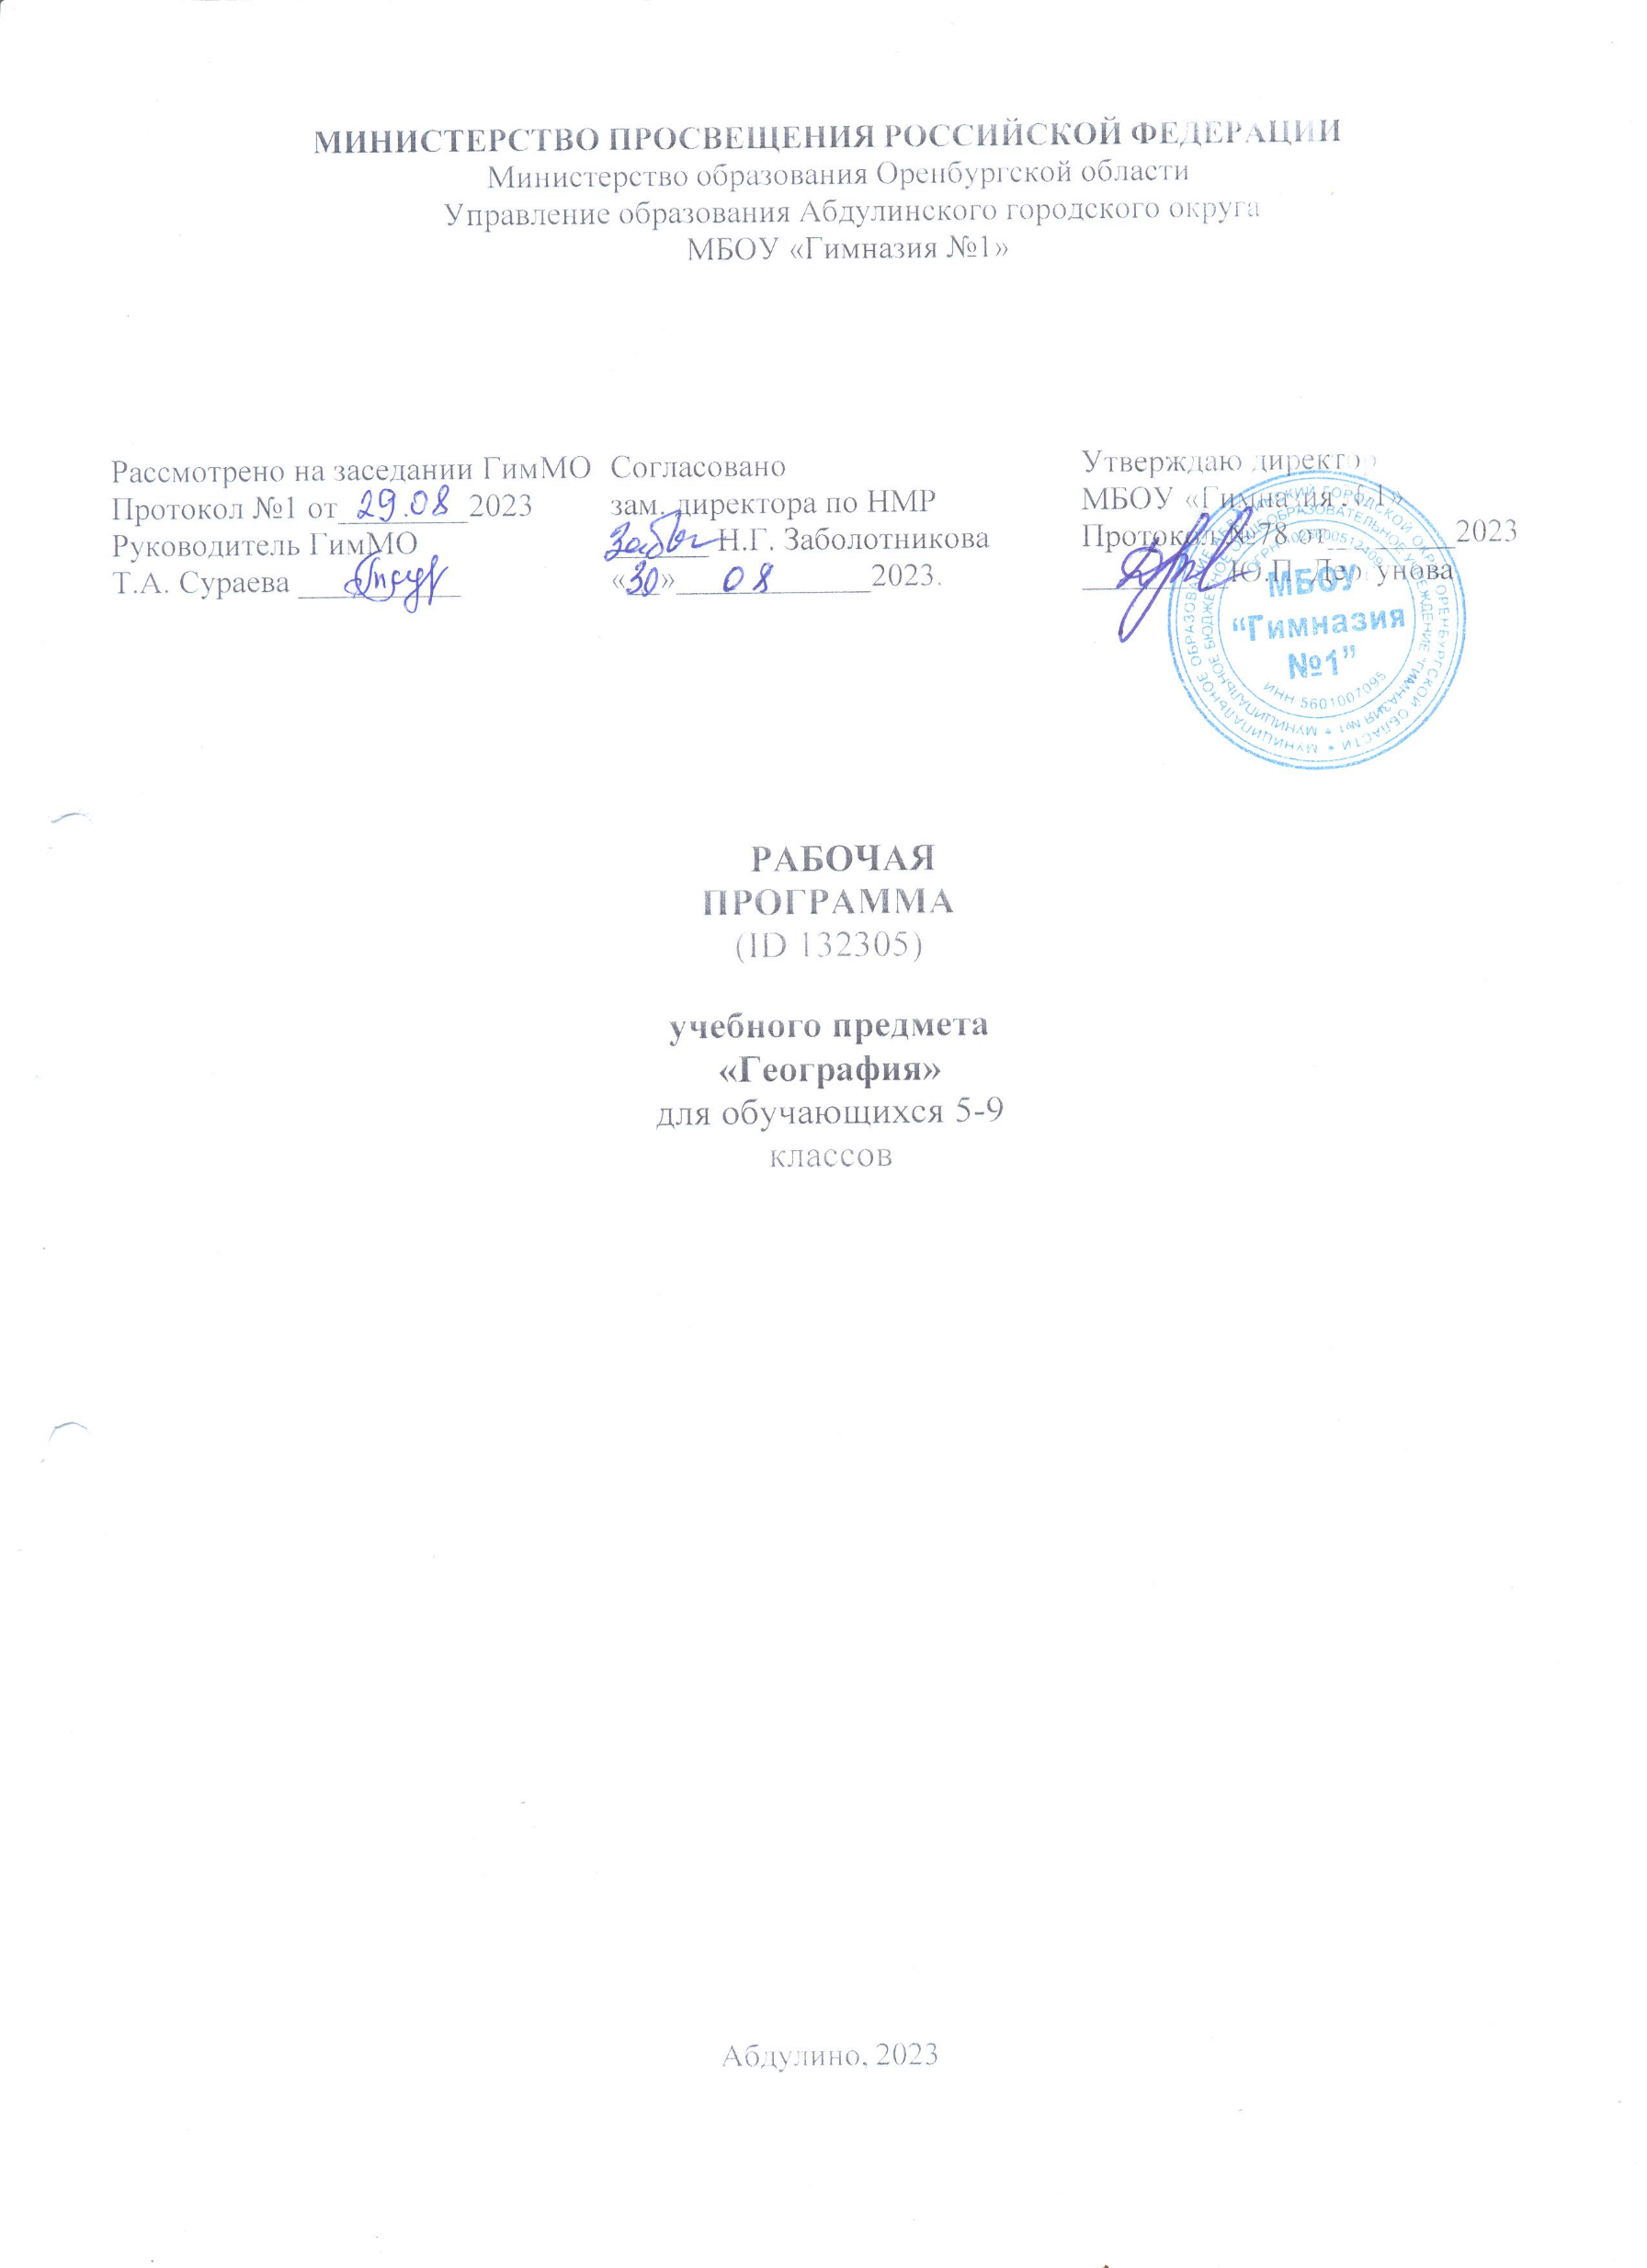 МИНИСТЕРСТВО ПРОСВЕЩЕНИЯ РОССИЙСКОЙ ФЕДЕРАЦИИ
Министерство образования Оренбургской области
Управление образования Абдулинского городского округа
МБОУ «Гимназия №1»
Рассмотрено на заседании ГимМО
Протокол №1 от 29.08 2023
Руководитель ГимМО
Т.А. Сураева
Согласовано
зам. директора по НМР
Н.Г. Заболотникова
«30» 08 2023.
Утверждаю директор
МБОУ «Гимназия №1»
Протокол №78 от 2023
Ю.П.
МБОУ
“Гимназия
№1”
ИНН 5601007095
РАБОЧАЯ
ПРОГРАММА
(ID 132305)
учебного предмета
«География»
для обучающихся 5-9
классов
Абдулино, 2023